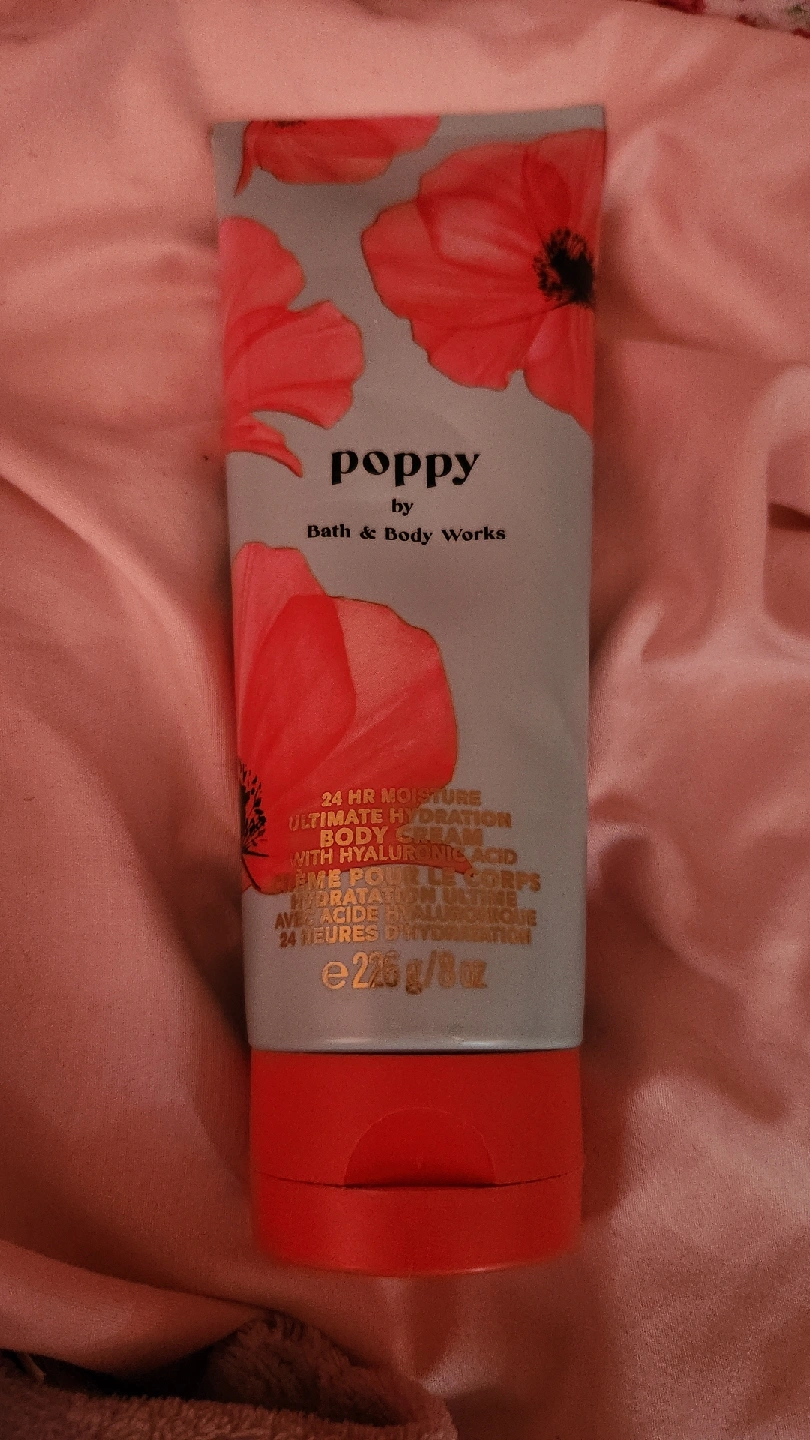 poppy
by
Bath & Body Works
24 HR MOISTURE
ULTIMATE HYDRATION
BODY CREAM
WITH HYALURONIC ACID
CRÈME POUR LE CORPS
HYDRATATION ULTIME
AVEC ACIDE HYALURONIQUE
24 HEURES D'HYDRATATION
e 226 g/8 oz